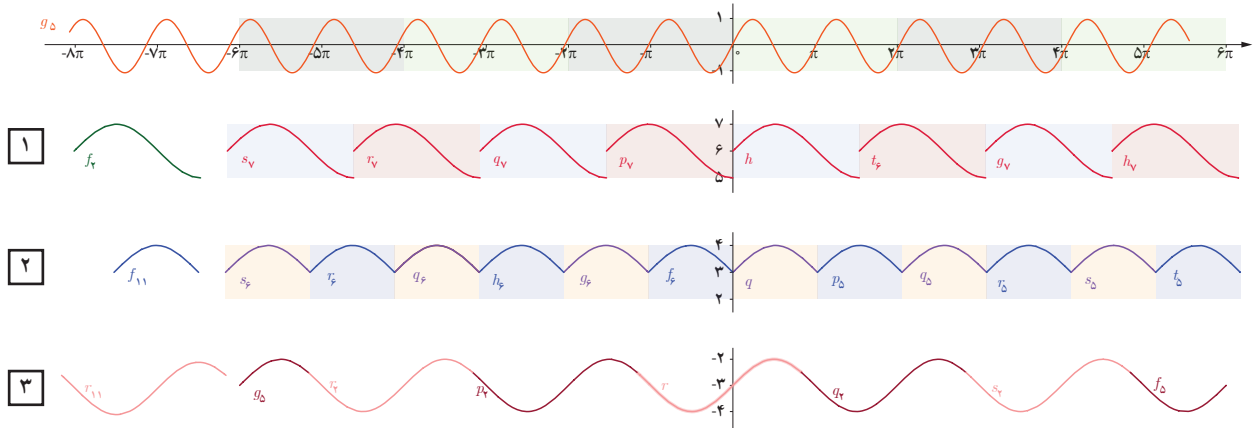 g۵
۱
-۸π -۷π -۶π -۵π -۴π -۳π -۲π -π ۰ π ۲π ۳π ۴π ۵π ۶π
-۱
۱
۷
۶
۵
f۲ s۷ r۷ q۷ p۷ h t۶ g۷ h۷
۲
۴
۳
۲
f۱۱ s۶ r۶ q۶ h۶ g۶ f۶ q p۵ q۵ r۵ s۵ t۵
۳
-۲
-۳
-۴
r۱۱ g۵ r۲ p۲ r q۲ s۲ f۵